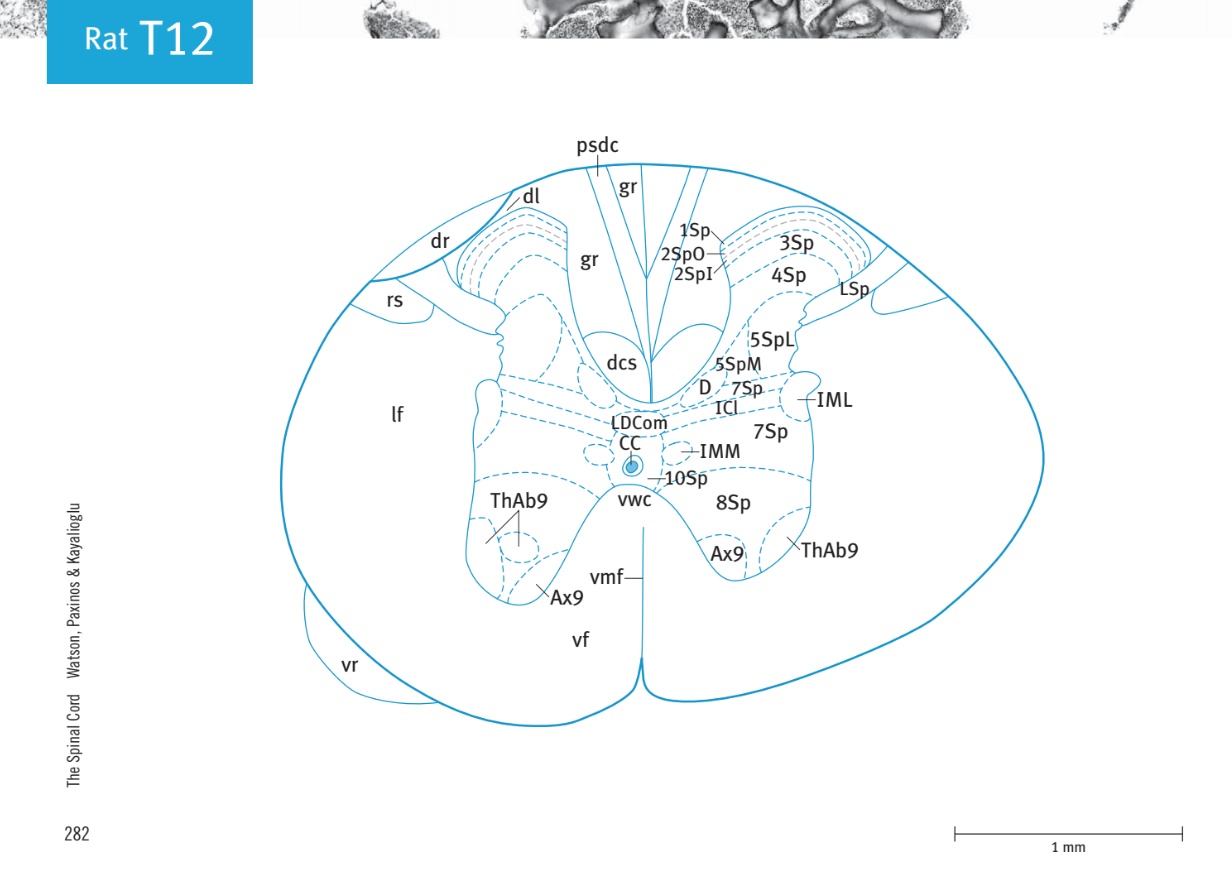 Rat T12
psdc
gr
dl
1Sp
dr
3Sp
2SpO
gr
2SpI
4Sp
LSp
rs
5SpL
dcs
5SpM
D
7Sp
IML
ICl
lf
LDCom
7Sp
CC
IMM
10Sp
ThAb9
vwc
8Sp
Ax9
ThAb9
vmf
Ax9
vf
vr
The Spinal Cord Watson, Paxinos & Kayalioglu
282
1 mm